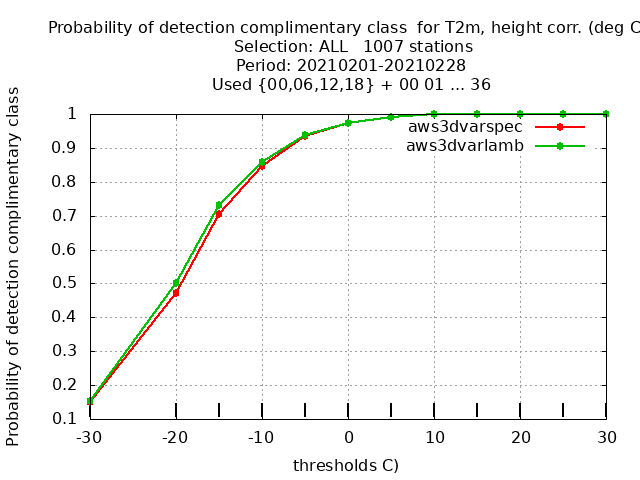 Probability of detection complimentary class  for T2m, height corr. (deg C
Selection: ALL   1007 stations
Period: 20210201-20210228
Used {00,06,12,18} + 00 01 ... 36
Probability of detection complimentary class
1
0.9
0.8
0.7
0.6
0.5
0.4
0.3
0.2
0.1
aws3dvarspec
aws3dvarlamb
-30 -20 -10 0 10 20 30
thresholds C)